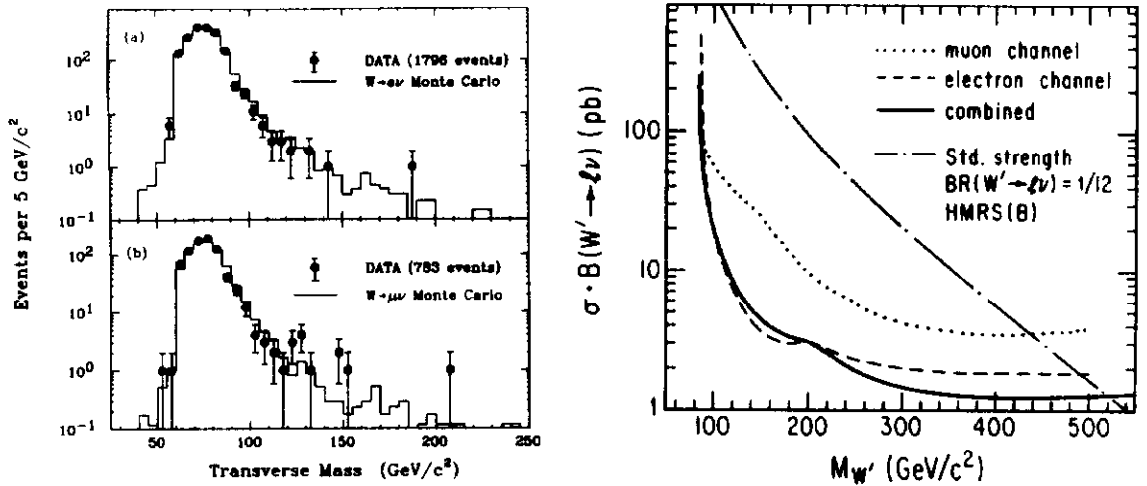 (a)
DATA (1796 events)
W→eν Monte Carlo
10²
10¹
10⁰
10⁻¹
(b)
DATA (783 events)
W→μν Monte Carlo
10²
10¹
10⁰
10⁻¹
50
100
150
200
250
Events per 5 GeV/c²
Transverse Mass (GeV/c²)
muon channel
electron channel
combined
Std. strength
BR(W'→ℓν) = 1/12
HMRS(B)
100
10
1
100
200
300
400
500
σ · B(W'→ℓν) (pb)
M_W' (GeV/c²)